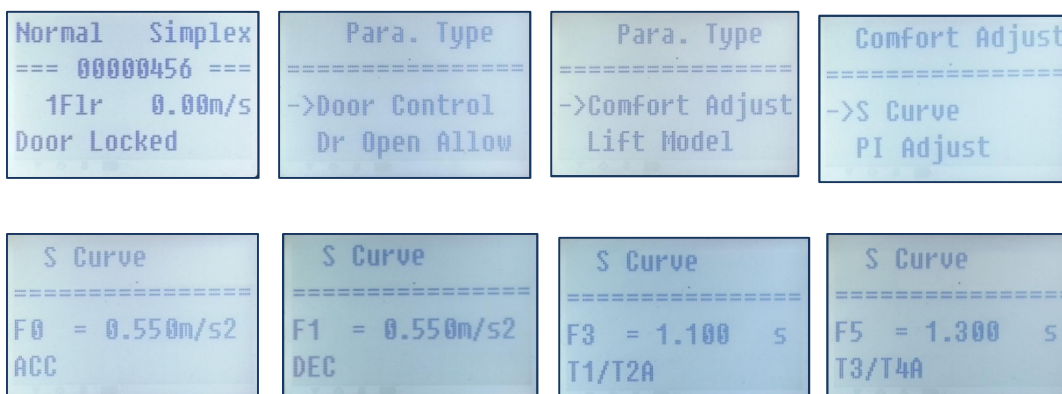 Normal Simplex
=== 00000456 ===
1Flr 0.00m/s
Door Locked
Para. Type
=================
->Door Control
Dr Open Allow
Para. Type
=================
->Comfort Adjust
Lift Model
Comfort Adjust
=================
->S Curve
PI Adjust
S Curve
=================
F0 = 0.550m/s2
ACC
S Curve
=================
F1 = 0.550m/s2
DEC
S Curve
=================
F3 = 1.100 s
T1/T2A
S Curve
=================
F5 = 1.300 s
T3/T4A